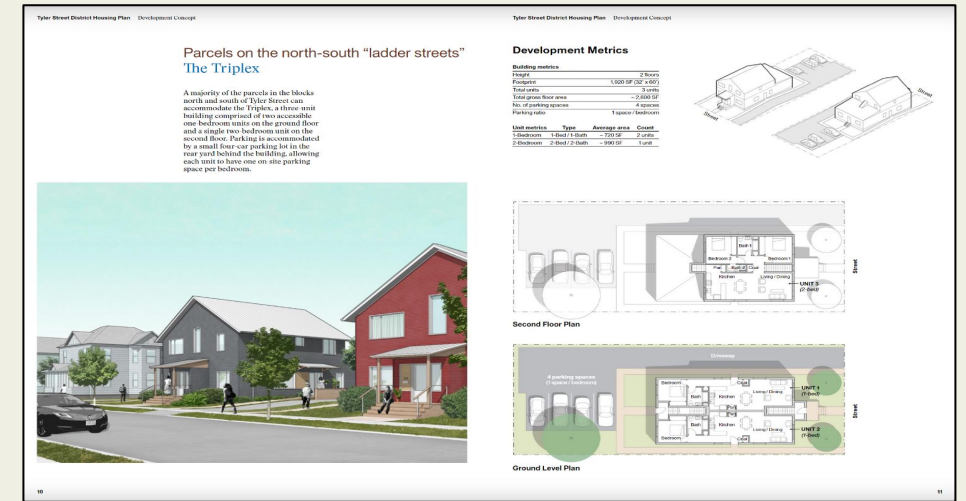 Tyler Street District Housing Plan Development Concept
Parcels on the north-south “ladder streets”
The Triplex
A majority of the parcels in the blocks
north and south of Tyler Street can
accommodate the Triplex, a three-unit
building comprised of two accessible
one-bedroom units on the ground floor
and a single two-bedroom unit on the
second floor. Parking is accommodated
by a small four-car parking lot in the
rear yard behind the building, allowing
each unit to have one on-site parking
space per bedroom.
10
Tyler Street District Housing Plan Development Concept
Development Metrics
Building metrics
Height 2 floors
Footprint 1,920 SF (32' x 60')
Total units 3 units
Total gross floor area ~ 2,800 SF
No. of parking spaces 4 spaces
Parking ratio 1 space / bedroom
Unit metrics Type Average area Count
1-Bedroom 1-Bed / 1-Bath ~ 720 SF 2 units
2-Bedroom 2-Bed / 2-Bath ~ 990 SF 1 unit
Street
Street
Bath 1
Bedroom 2 Bedroom 1
Pan. Bath 2 Coat
Kitchen Living / Dining
UNIT 3
(2-bed)
Street
Second Floor Plan
Driveway
4 parking spaces
(1 space / bedroom)
Bedroom Coat
Living / Dining
UNIT 1
(1-bed)
Bath Kitchen
Bath Kitchen
Living / Dining
UNIT 2
(1-bed)
Bedroom Coat
Street
Ground Level Plan
11